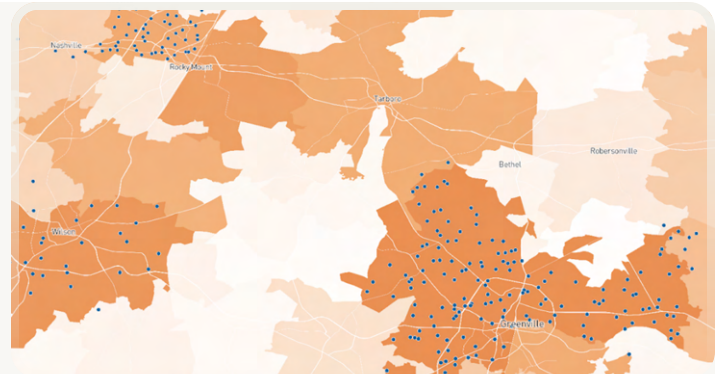 Nashville
Rocky Mount
Tarboro
Bethel
Robersonville
Wilson
Greenville